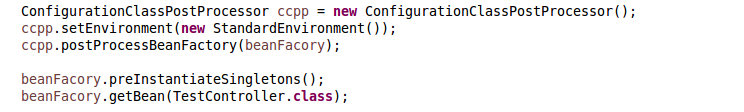 ConfigurationClassPostProcessor ccpp = new ConfigurationClassPostProcessor();
ccpp.setEnvironment(new StandardEnvironment());
ccpp.postProcessBeanFactory(beanFacory);
beanFacory.preInstantiateSingletons();
beanFacory.getBean(TestController.class);